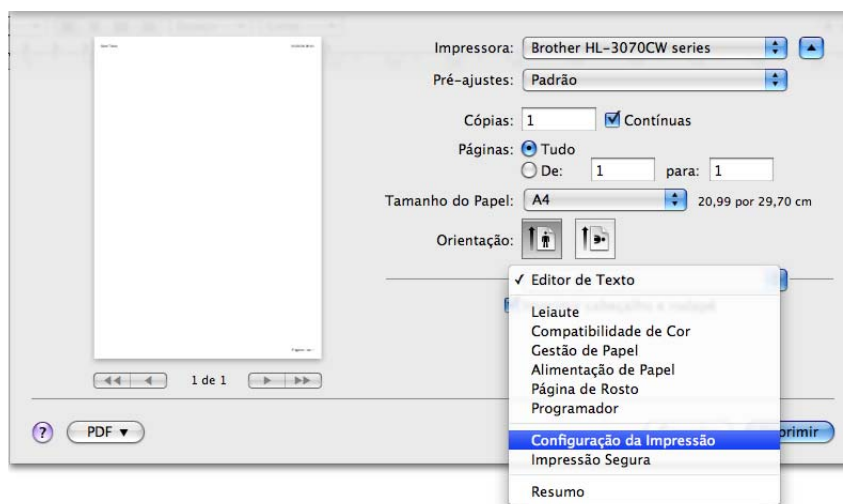 Impressora: Brother HL-3070CW series
Pré-ajustes: Padrão
Cópias: 1 Contínuas
Páginas: Tudo
De: 1 para: 1
Tamanho do Papel: A4 20,99 por 29,70 cm
Orientação:
✓ Editor de Texto
Leiaute
Compatibilidade de Cor
Gestão de Papel
Alimentação de Papel
Página de Rosto
Programador
Configuração da Impressão
Impressão Segura
Resumo
1 de 1
? PDF ▼
primir